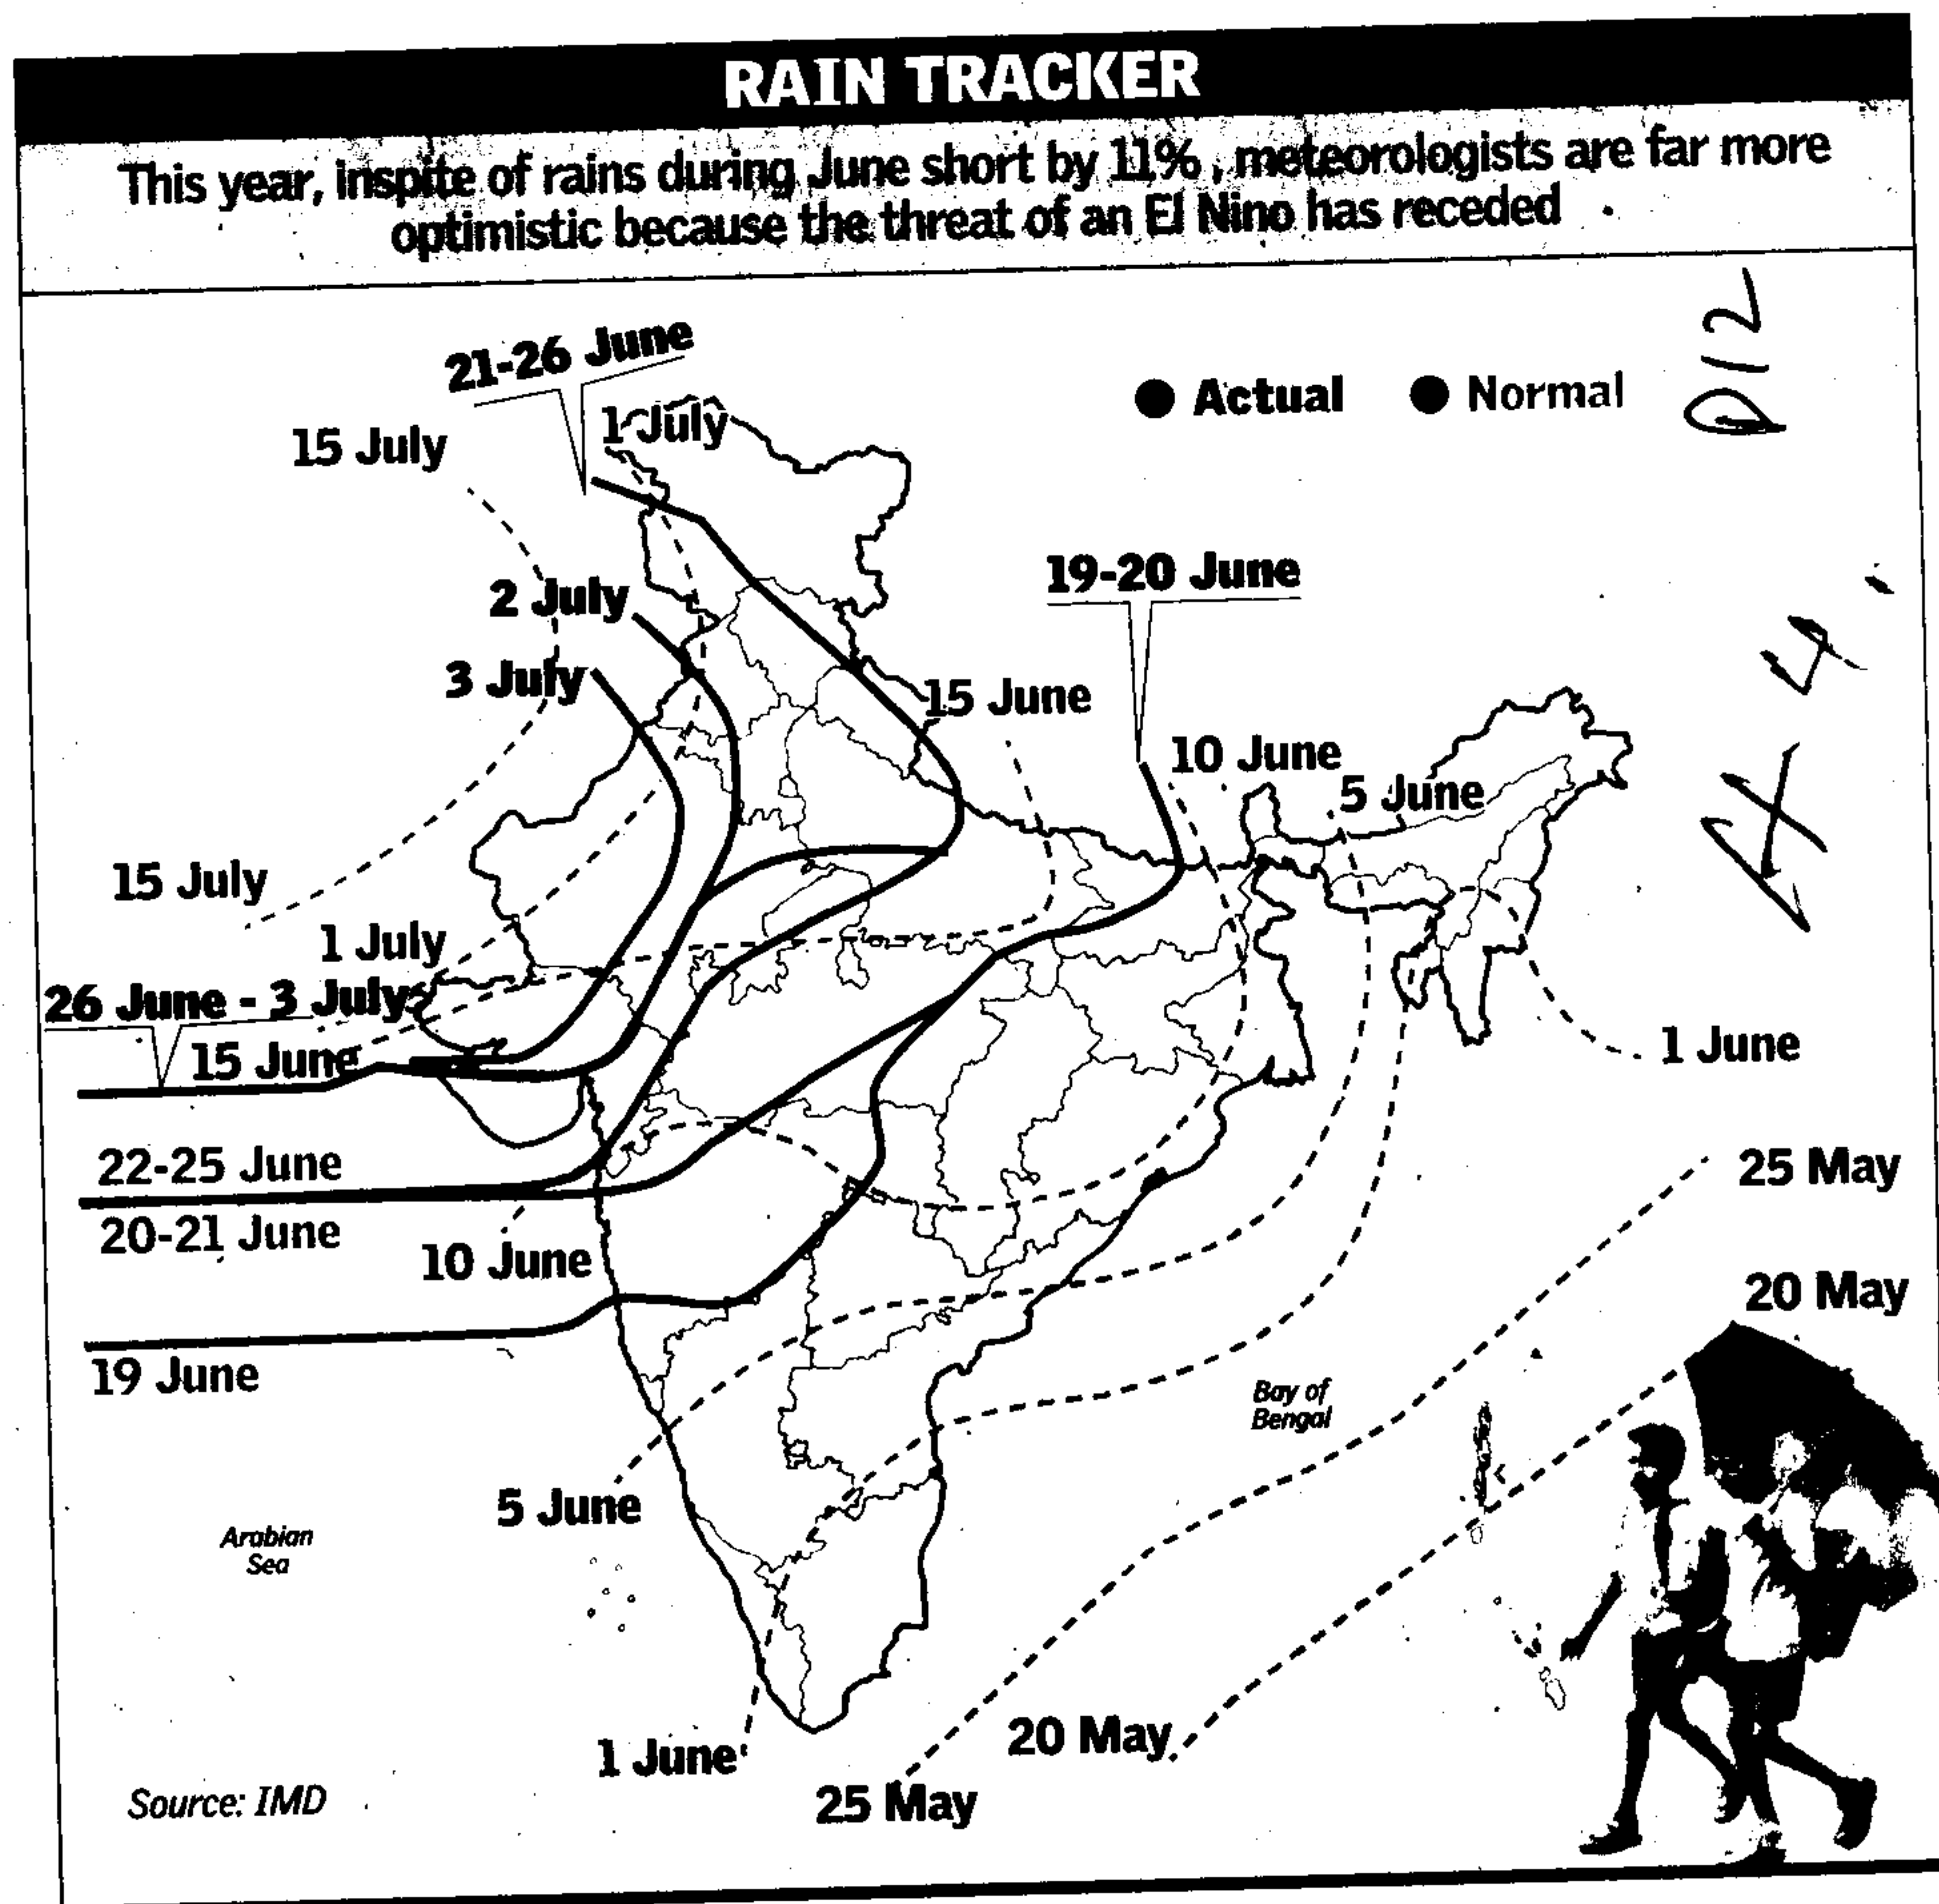 RAIN TRACKER
This year, inspite of rains during June short by 11%, meteorologists are far more
optimistic because the threat of an El Nino has receded
21-26 June
Actual
Normal
1 July
15 July
19-20 June
2 July
3 July
15 June
10 June
5 June
15 July
1 July
26 June - 3 July
15 June
1 June
22-25 June
25 May
20-21 June
10 June
20 May
19 June
Bay of
Bengal
5 June
Arabian
Sea
20 May
1 June
25 May
Source: IMD